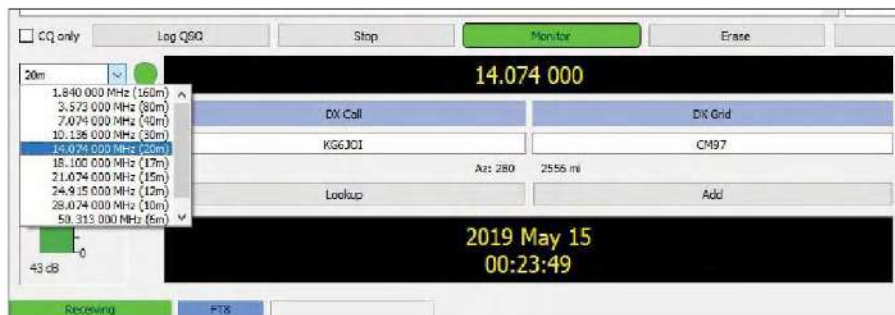 CQ only Log QSO Stop Monitor Erase
20m 14.074 000
1.840 000 MHz (160m)
3.573 000 MHz (80m)
7.074 000 MHz (40m)
10.136 000 MHz (30m)
14.074 000 MHz (20m)
18.100 000 MHz (17m)
21.074 000 MHz (15m)
24.915 000 MHz (12m)
28.074 000 MHz (10m)
50.313 000 MHz (6m)
DX Call DX Grid
KG6JOI CM97
Az: 280 2556 mi
Lookup Add
2019 May 15
00:23:49
0
43 dB
Receiving FT8